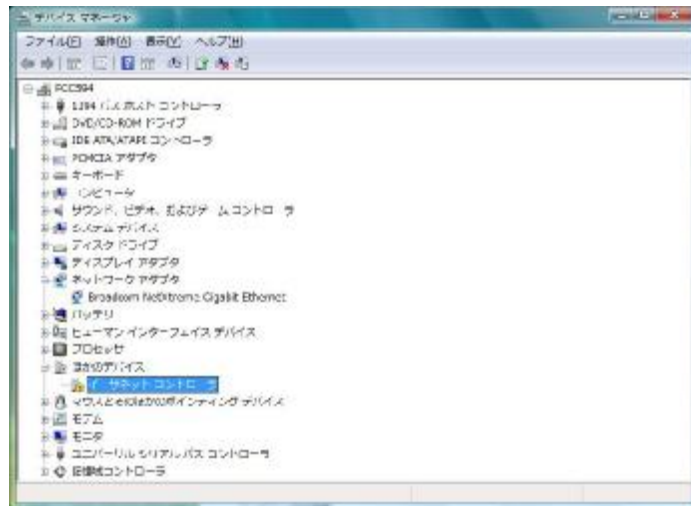 デバイス マネージャ
ファイル(F) 操作(A) 表示(V) ヘルプ(H)
PCC594
1394 バス ホスト コントローラ
DVD/CD-ROM ドライブ
IDE ATA/ATAPI コントローラ
PCMCIA アダプタ
キーボード
コンピュータ
サウンド、ビデオ、およびゲーム コントローラ
システム デバイス
ディスク ドライブ
ディスプレイ アダプタ
ネットワーク アダプタ
Broadcom NetXtreme Gigabit Ethernet
バッテリ
ヒューマン インターフェイス デバイス
プロセッサ
ほかのデバイス
イーサネット コントローラ
マウスとそのほかのポインティング デバイス
モデム
モニタ
ユニバーサル シリアル バス コントローラ
記憶域コントローラ